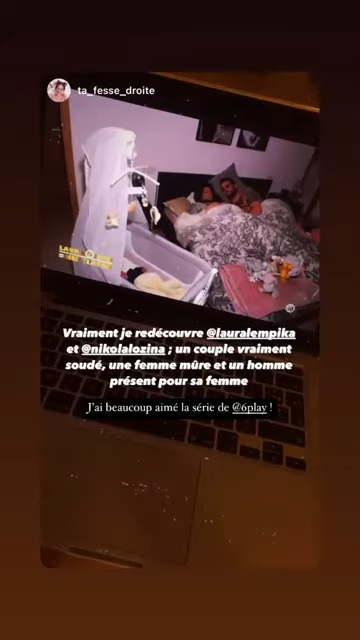 ta_fesse_droite
LAURA
Vraiment je redécouvre @lauralempika
et @nikolalozina ; un couple vraiment
soudé, une femme mûre et un homme
présent pour sa femme
J'ai beaucoup aimé la série de @6play !